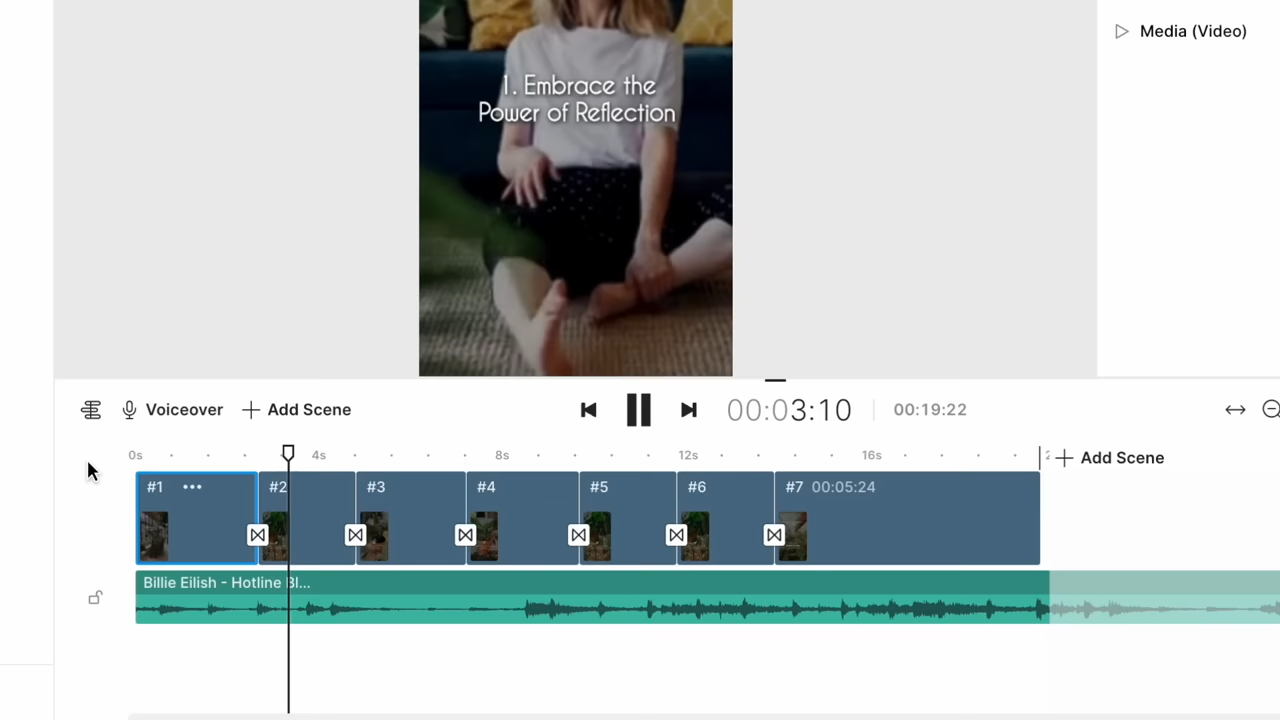 Media (Video)
1. Embrace the
Power of Reflection
Voiceover
Add Scene
00:03:10
00:19:22
0s
4s
8s
12s
16s
Add Scene
#1
#2
#3
#4
#5
#6
#7 00:05:24
Billie Eilish - Hotline Bl...